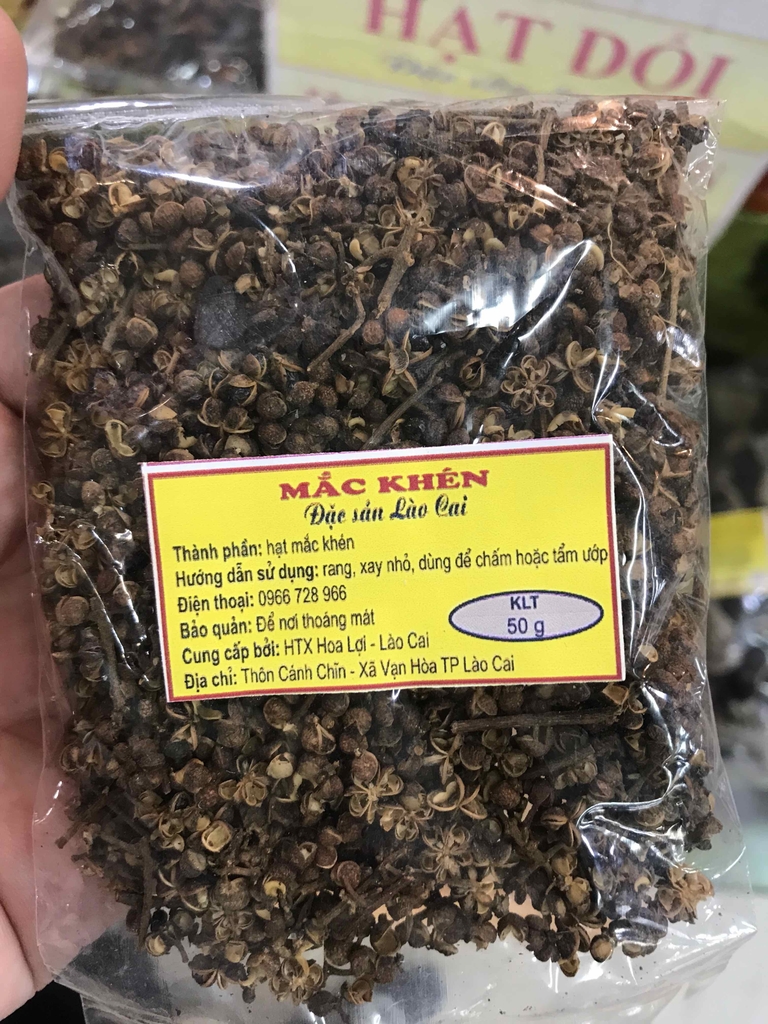 HẠT DỔI
MẮC KHÉN
Đặc sản Lào Cai
Thành phần: hạt mắc khén
Hướng dẫn sử dụng: rang, xay nhỏ, dùng để chấm hoặc tẩm ướp
Điện thoại: 0966 728 966
Bảo quản: Để nơi thoáng mát
KLT
50 g
Cung cấp bởi: HTX Hoa Lợi - Lào Cai
Địa chỉ: Thôn Cánh Chĩn - Xã Vạn Hòa TP Lào Cai